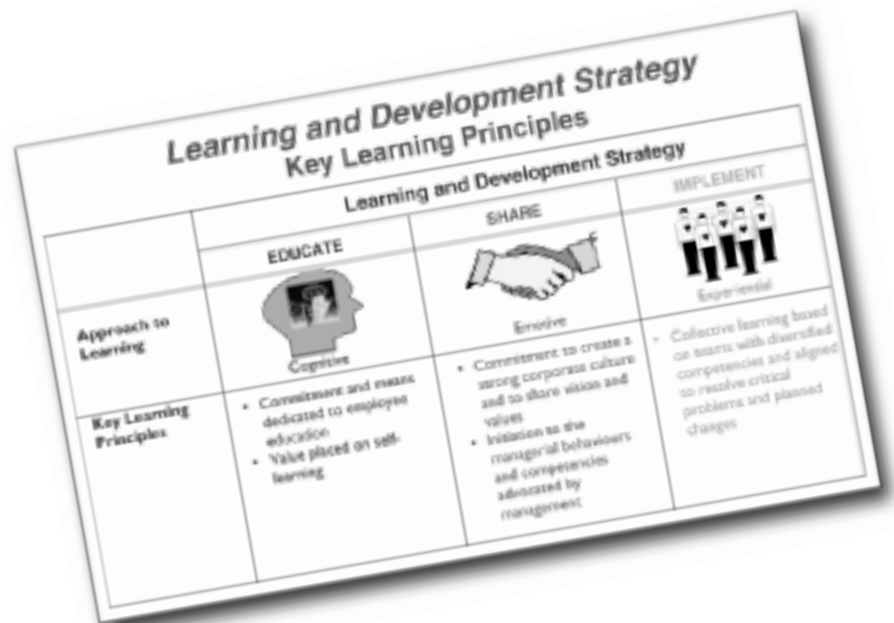 Learning and Development Strategy
Key Learning Principles
Learning and Development Strategy
EDUCATE
SHARE
IMPLEMENT
Approach to
Learning
Cognitive
Emotive
Experiential
Key Learning
Principles
• Commitment and means
dedicated to employee
education
• Value placed on self-
learning
• Commitment to create a
strong corporate culture
and to share vision and
values
• Initiation to the
managerial behaviours
and competencies
advocated by
management
• Collective learning based
on teams with diversified
competencies and aligned
to resolve critical
problems and planned
changes